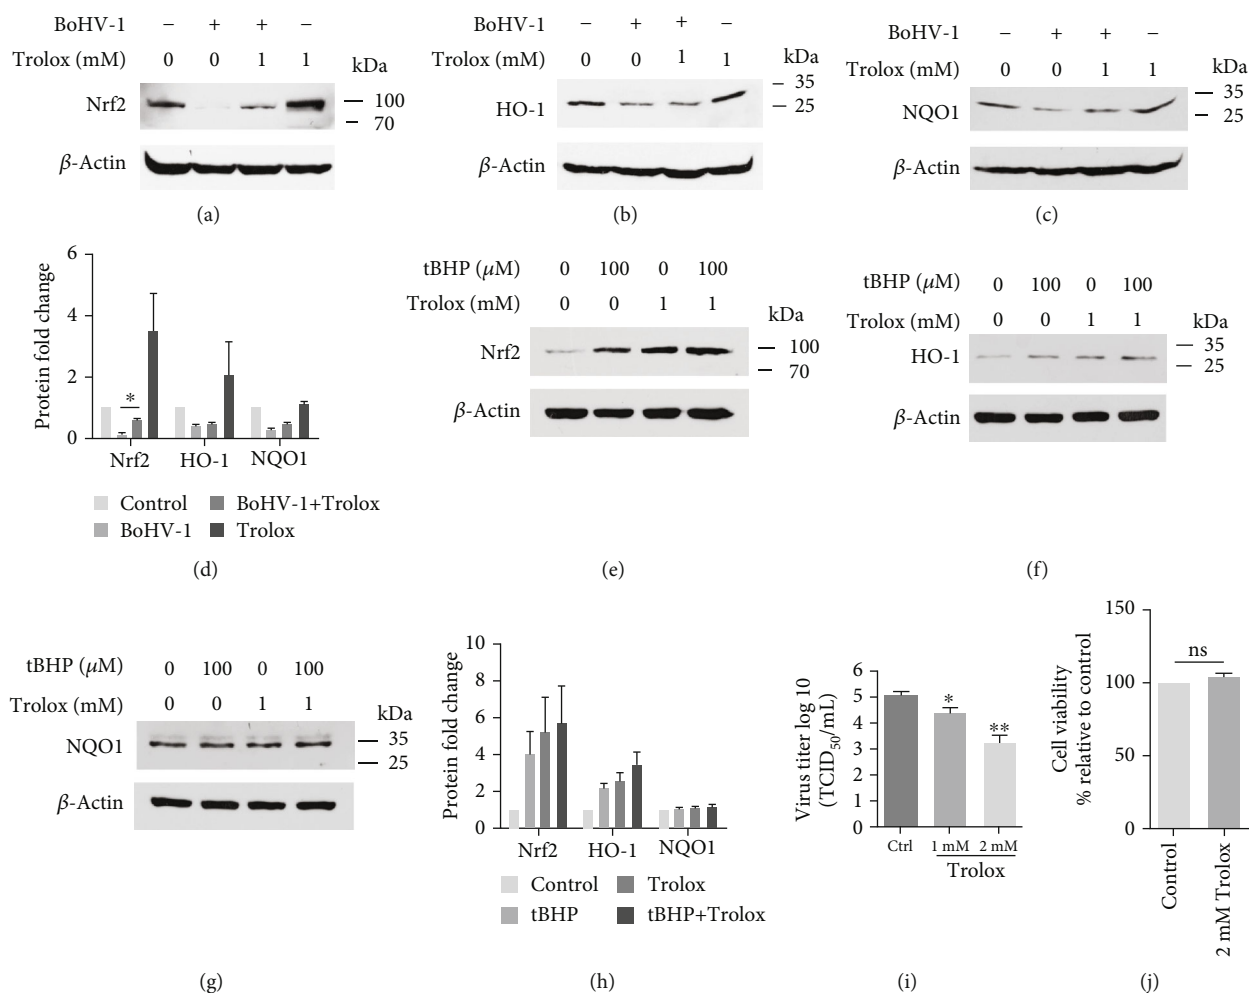 BoHV-1 − + + −
Trolox (mM) 0 0 1 1
kDa
Nrf2
100
70
β-Actin
(a)
BoHV-1 − + + −
Trolox (mM) 0 0 1 1
kDa
HO-1
35
25
β-Actin
(b)
BoHV-1 − + + −
Trolox (mM) 0 0 1 1
kDa
NQO1
35
25
β-Actin
(c)
Protein fold change
6
4
2
0
*
Nrf2 HO-1 NQO1
Control BoHV-1+Trolox
BoHV-1 Trolox
(d)
tBHP (μM) 0 100 0 100
Trolox (mM) 0 0 1 1
kDa
Nrf2
100
70
β-Actin
(e)
tBHP (μM) 0 100 0 100
Trolox (mM) 0 0 1 1
kDa
HO-1
35
25
β-Actin
(f)
tBHP (μM) 0 100 0 100
Trolox (mM) 0 0 1 1
kDa
NQO1
35
25
β-Actin
(g)
Protein fold change
10
8
6
4
2
0
Nrf2 HO-1 NQO1
Control Trolox
tBHP tBHP+Trolox
(h)
Virus titer log 10
(TCID50/mL)
6
5
4
3
2
1
0
*
**
Ctrl 1 mM 2 mM
Trolox
(i)
Cell viability
% relative to control
150
100
50
0
ns
Control
2 mM Trolox
(j)